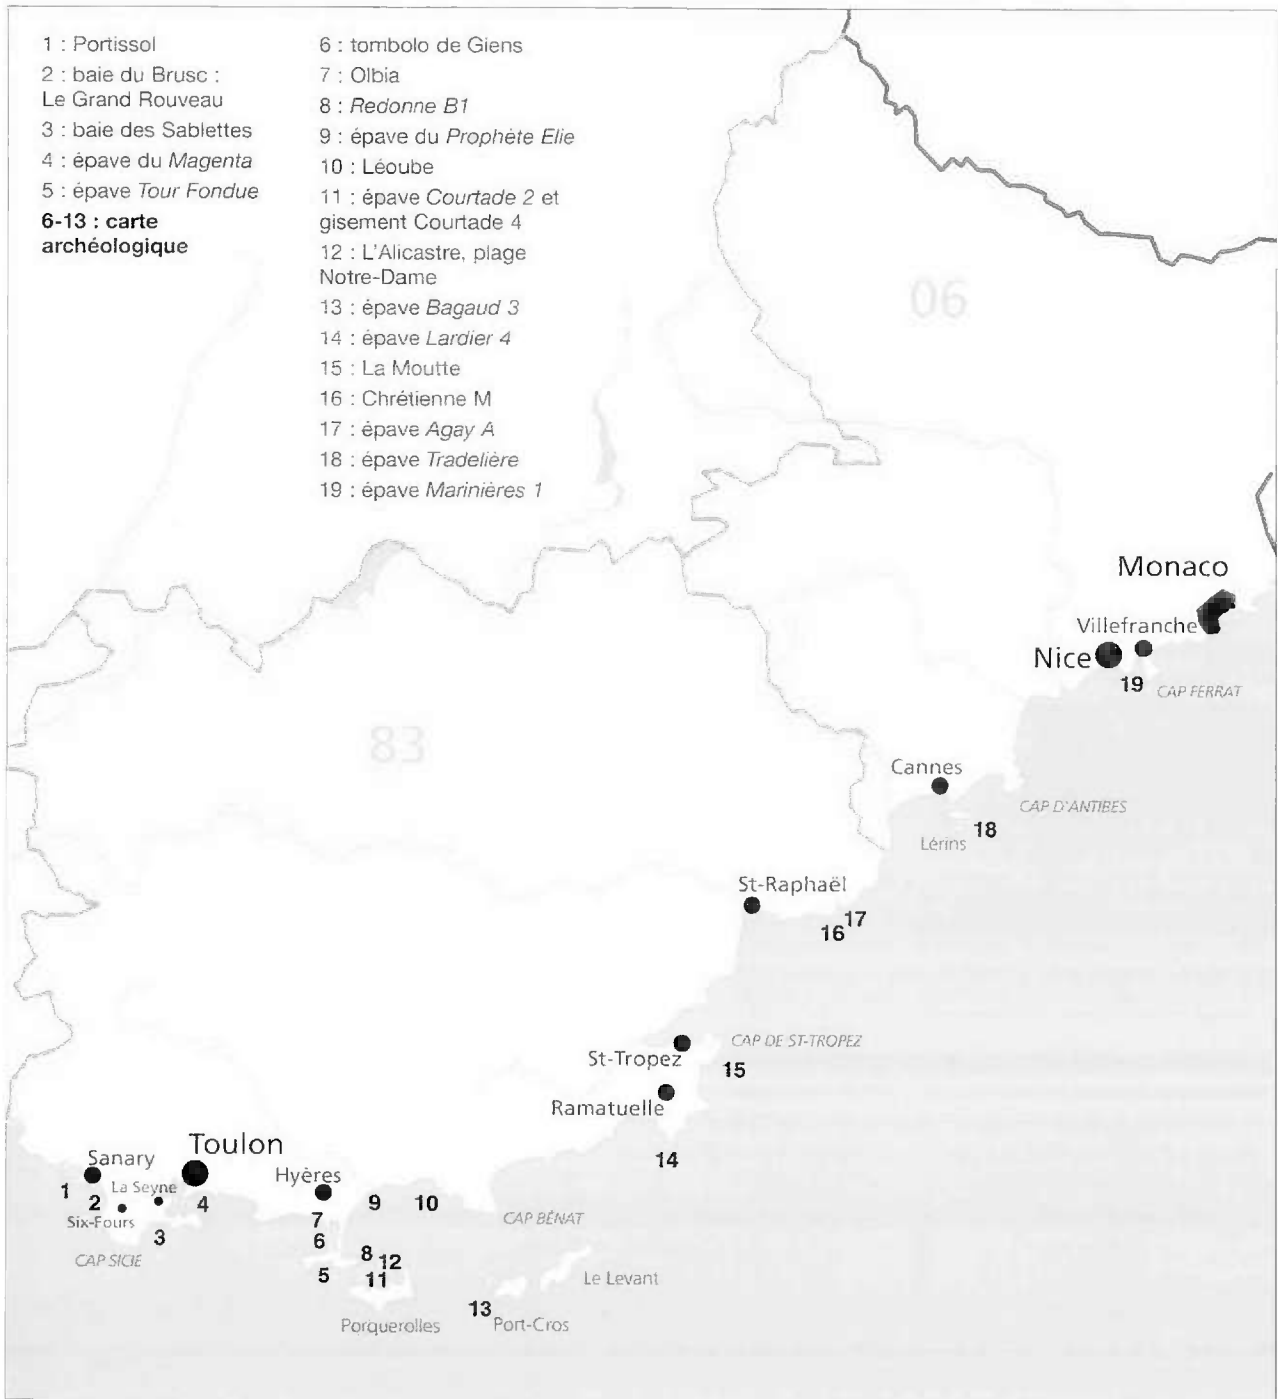 1 : Portissol
2 : baie du Brusc :
Le Grand Rouveau
3 : baie des Sablettes
4 : épave du Magenta
5 : épave Tour Fondue
6-13 : carte
archéologique
6 : tombolo de Giens
7 : Olbia
8 : Redonne B1
9 : épave du Prophète Elie
10 : Léoube
11 : épave Courtade 2 et
gisement Courtade 4
12 : L'Alicastre, plage
Notre-Dame
13 : épave Bagaud 3
14 : épave Lardier 4
15 : La Moutte
16 : Chrétienne M
17 : épave Agay A
18 : épave Tradelière
19 : épave Marinières 1
06
Monaco
Villefranche
Nice
19
CAP FERRAT
83
Cannes
CAP D'ANTIBES
18
Lérins
St-Raphaël
17
16
CAP DE ST-TROPEZ
St-Tropez
15
Ramatuelle
14
Toulon
Sanary
La Seyne
Hyères
1
2
4
9
10
Six-Fours
7
CAP BÉNAT
3
6
CAP SICIE
8
12
5
11
Le Levant
13
Porquerolles
Port-Cros